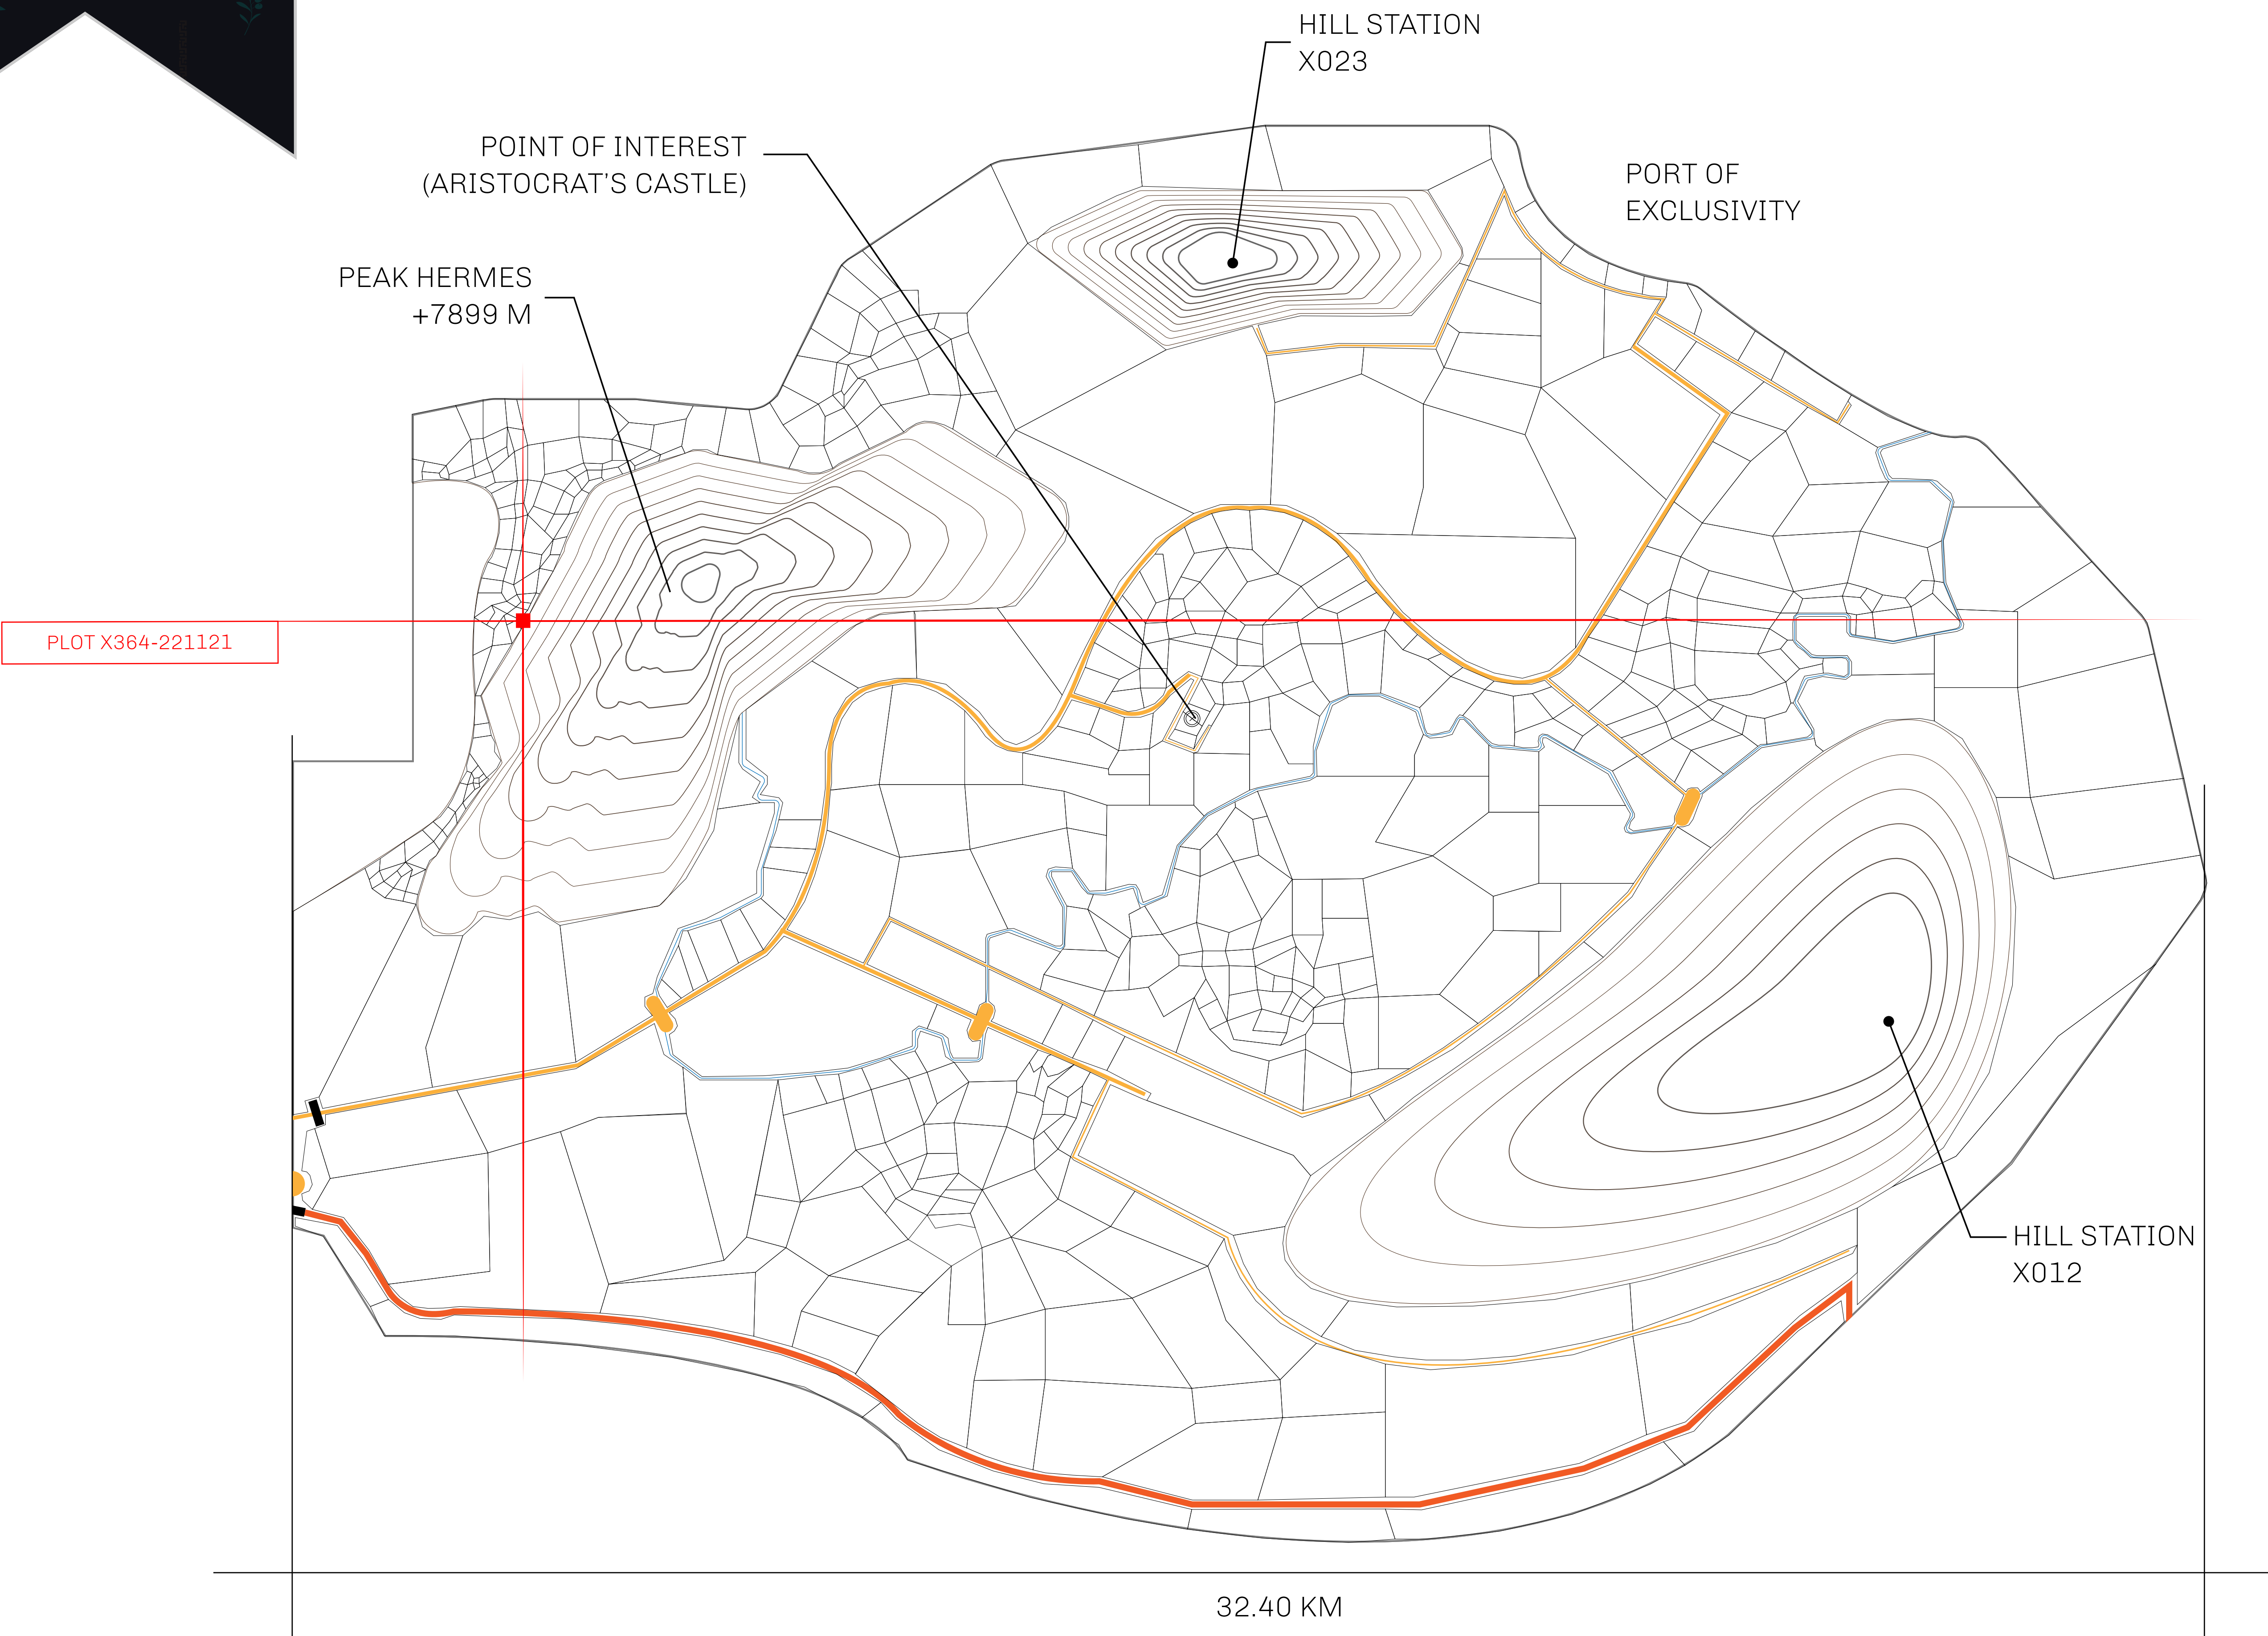 HILL STATION
X023
POINT OF INTEREST
(ARISTOCRAT'S CASTLE)
PORT OF
EXCLUSIVITY
PEAK HERMES
+7899 M
PLOT X364-221121
HILL STATION
X012
32.40 KM